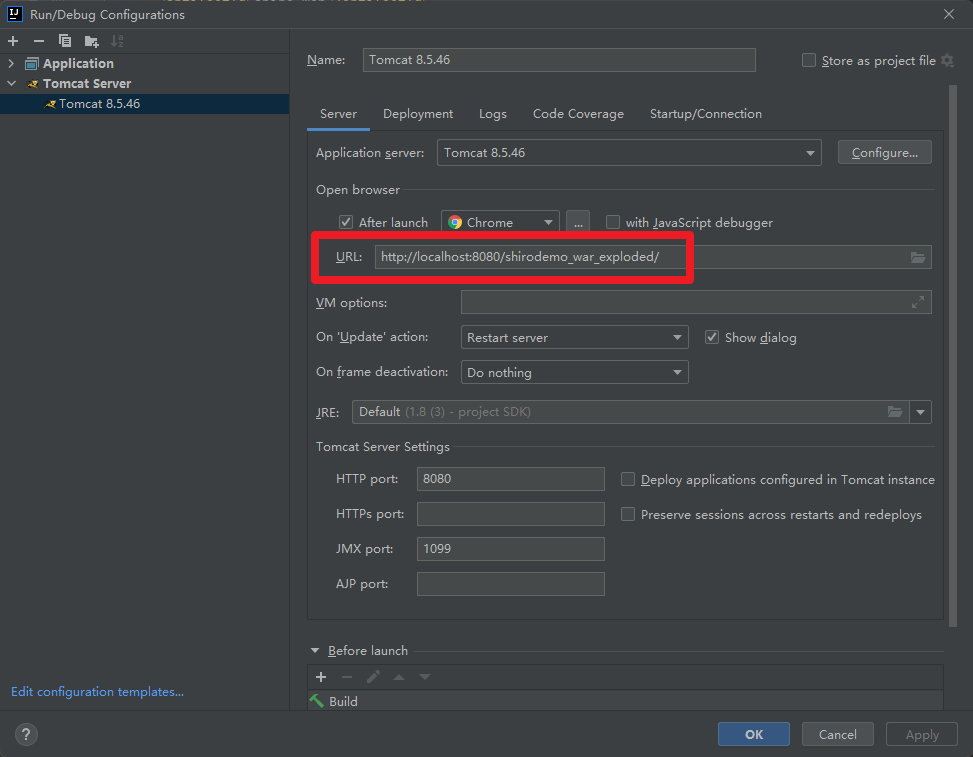 Run/Debug Configurations
Application
Tomcat Server
Tomcat 8.5.46
Edit configuration templates...
Name: Tomcat 8.5.46 Store as project file
Server Deployment Logs Code Coverage Startup/Connection
Application server: Tomcat 8.5.46 Configure...
Open browser
After launch Chrome ... with JavaScript debugger
URL: http://localhost:8080/shirodemo_war_exploded/
VM options:
On 'Update' action: Restart server Show dialog
On frame deactivation: Do nothing
JRE: Default (1.8 (3) - project SDK)
Tomcat Server Settings
HTTP port: 8080 Deploy applications configured in Tomcat instance
HTTPs port: Preserve sessions across restarts and redeploys
JMX port: 1099
AJP port:
Before launch
Build
? OK Cancel Apply